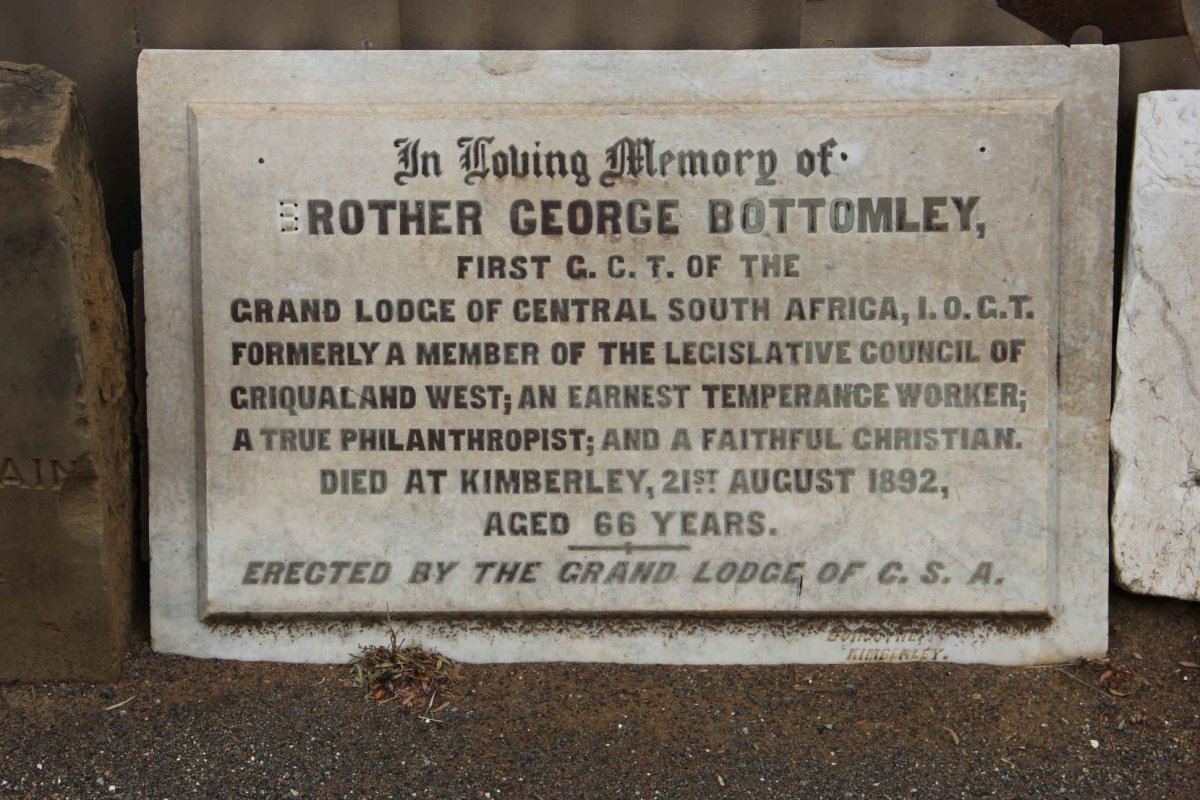 In Loving Memory of
BROTHER GEORGE BOTTOMLEY,
FIRST G. C. T. OF THE
GRAND LODGE OF CENTRAL SOUTH AFRICA, I. O. G. T.
FORMERLY A MEMBER OF THE LEGISLATIVE COUNCIL OF
GRIQUALAND WEST; AN EARNEST TEMPERANCE WORKER;
A TRUE PHILANTHROPIST; AND A FAITHFUL CHRISTIAN.
DIED AT KIMBERLEY, 21ST AUGUST 1892,
AGED 66 YEARS.
ERECTED BY THE GRAND LODGE OF C. S. A.
KIMBERLEY.
AIN